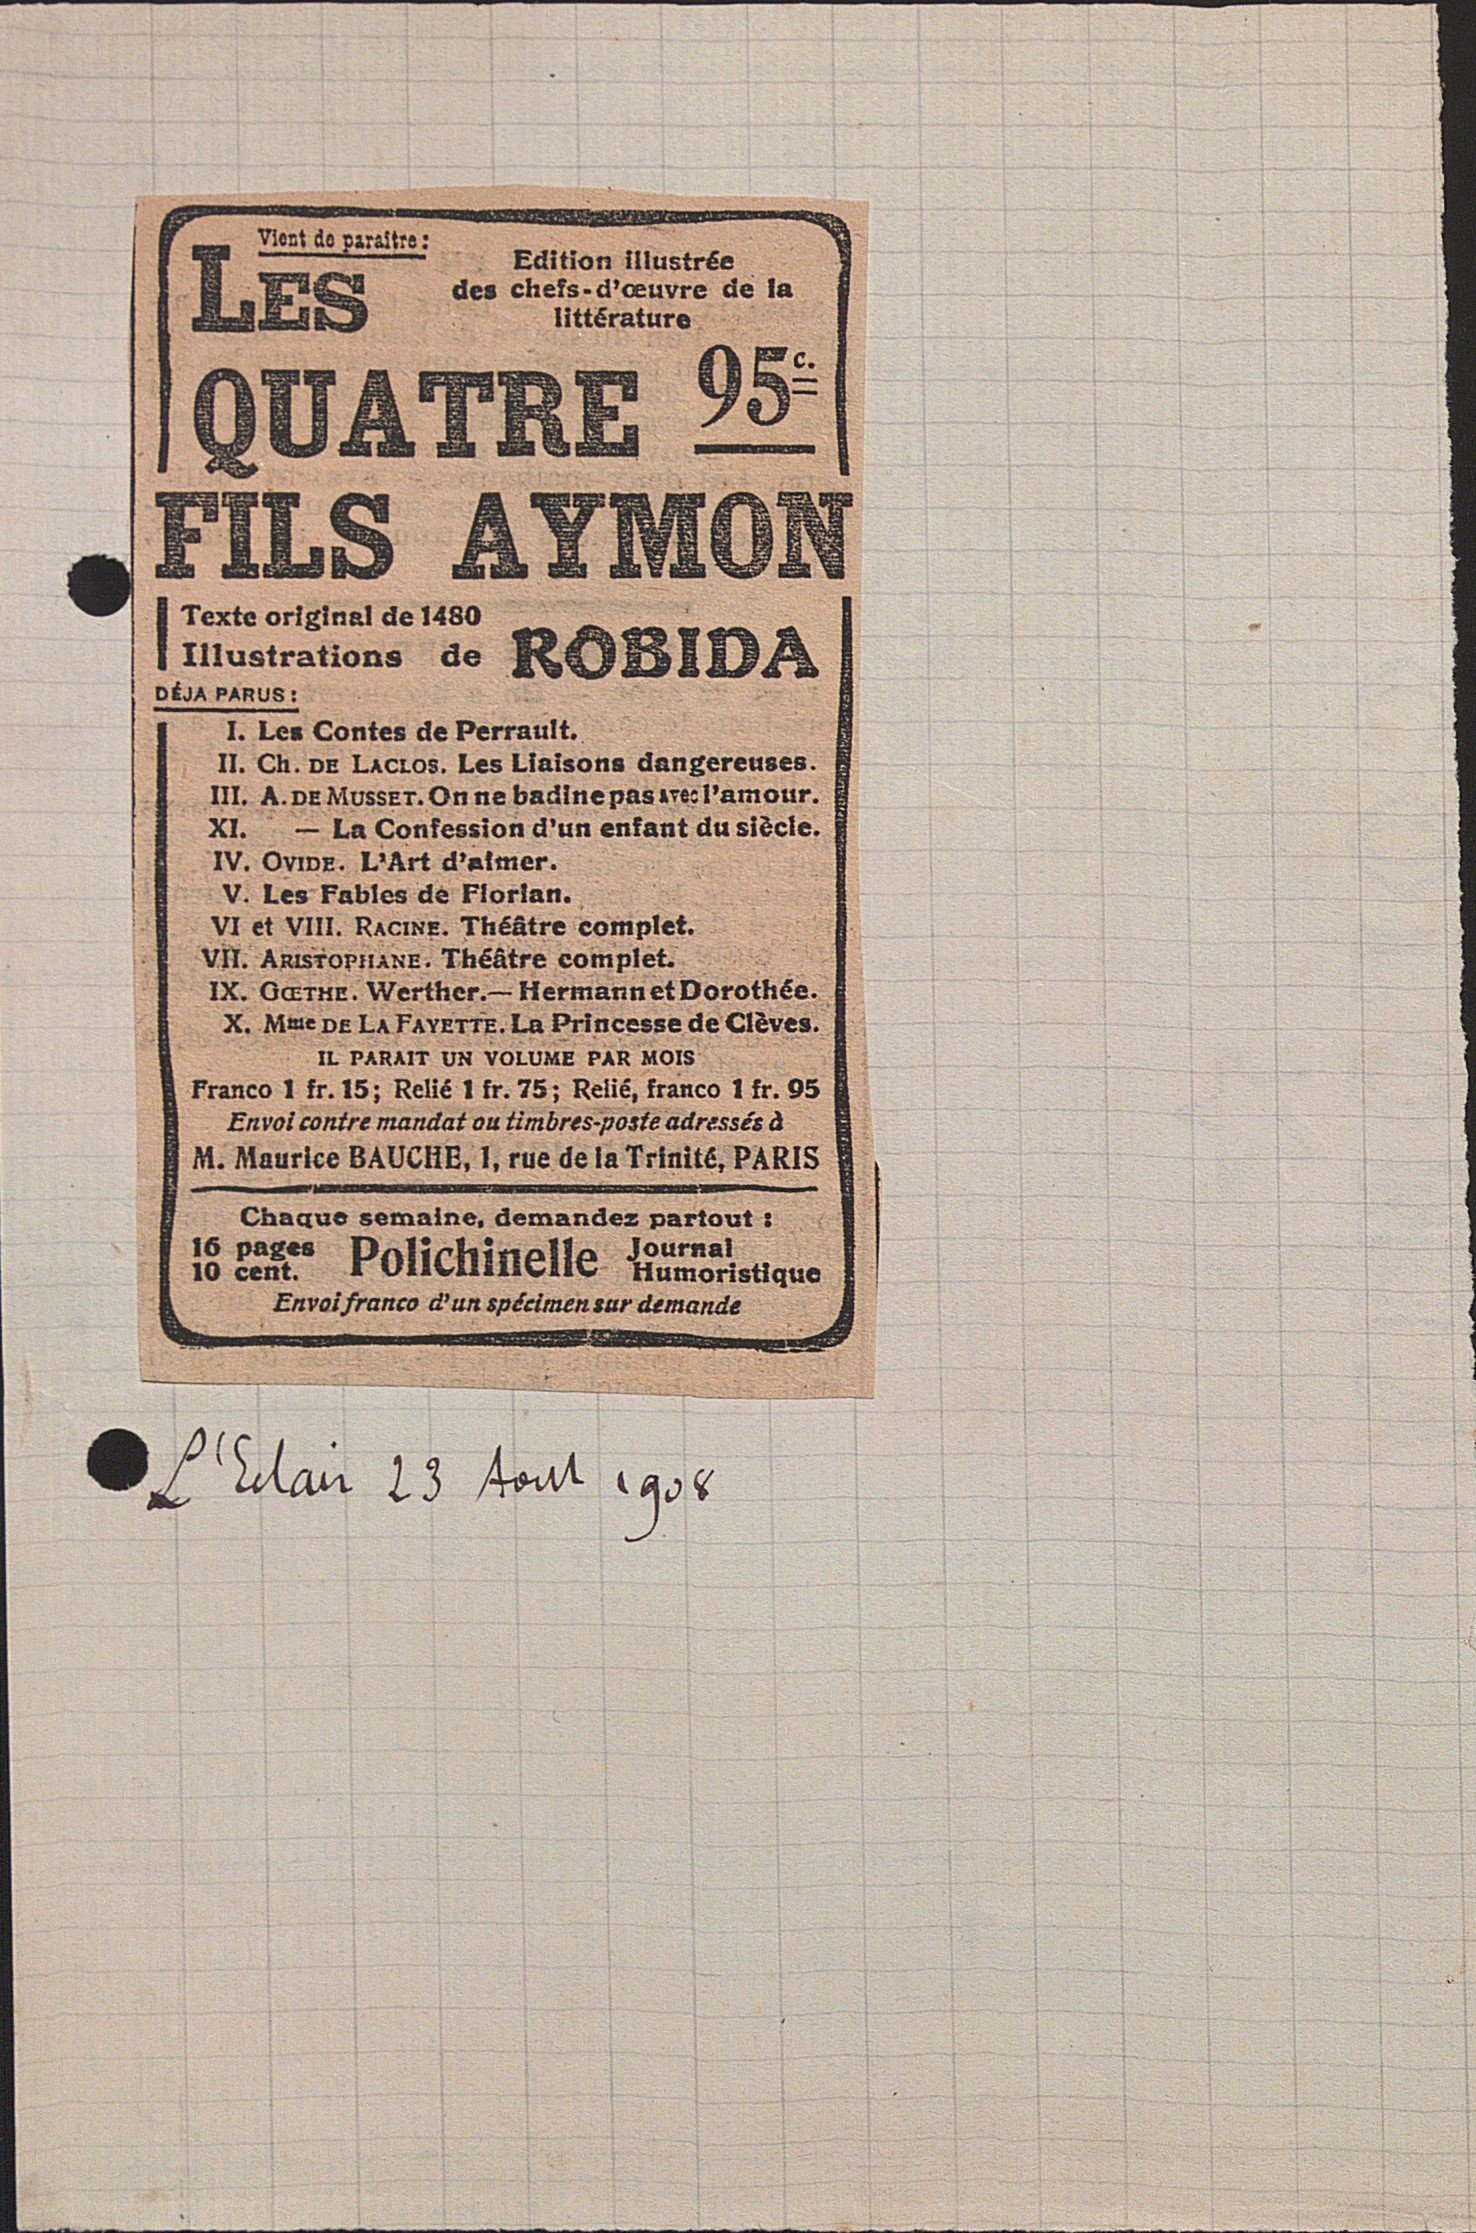 Vient de paraître :
LES
Edition illustrée
des chefs-d'œuvre de la
littérature
QUATRE 95c.
FILS AYMON
Texte original de 1480
Illustrations de ROBIDA
DÉJA PARUS :
I. Les Contes de Perrault.
II. Ch. DE LACLOS. Les Liaisons dangereuses.
III. A. DE MUSSET. On ne badine pas avec l'amour.
XI. — La Confession d'un enfant du siècle.
IV. OVIDE. L'Art d'aimer.
V. Les Fables de Florian.
VI et VIII. RACINE. Théâtre complet.
VII. ARISTOPHANE. Théâtre complet.
IX. GŒTHE. Werther. — Hermann et Dorothée.
X. Mme DE LA FAYETTE. La Princesse de Clèves.
IL PARAIT UN VOLUME PAR MOIS
Franco 1 fr. 15; Relié 1 fr. 75; Relié, franco 1 fr. 95
Envoi contre mandat ou timbres-poste adressés à
M. Maurice BAUCHE, 1, rue de la Trinité, PARIS
Chaque semaine, demandez partout :
16 pages
10 cent.
Polichinelle
Journal
Humoristique
Envoi franco d'un spécimen sur demande
L'Eclair 23 Aout 1908